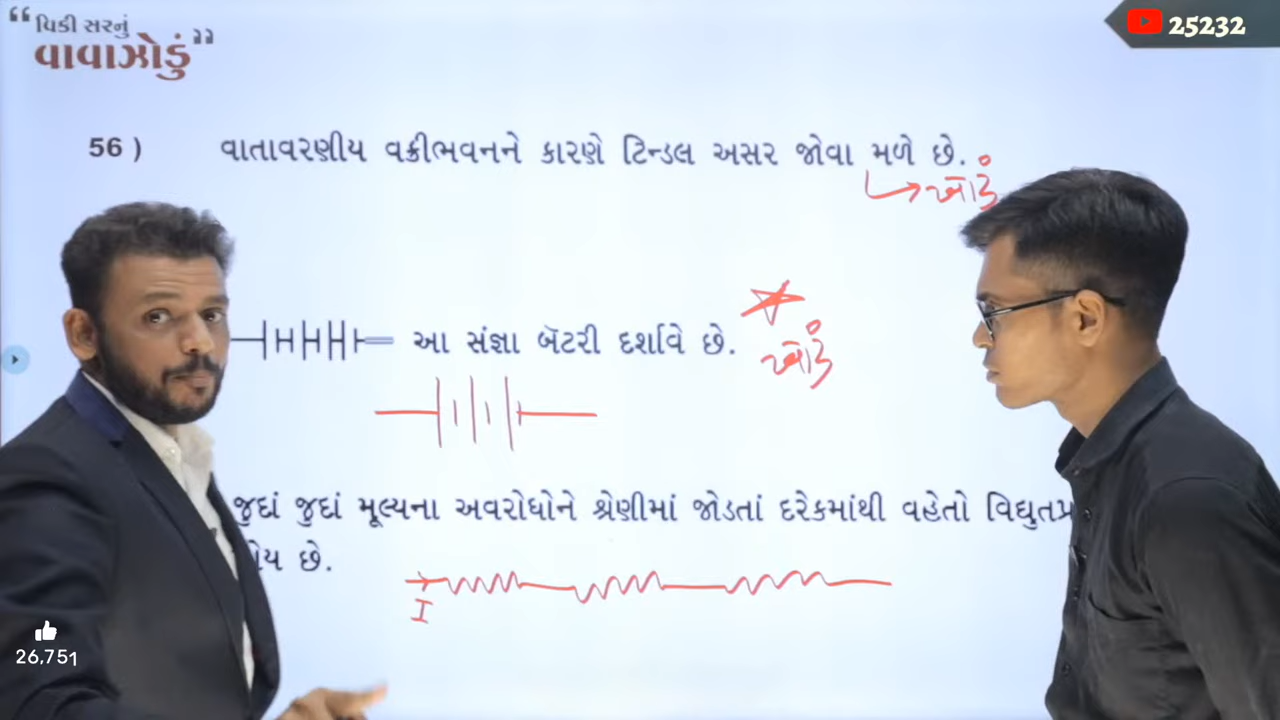 “ વિકી સરનું
વાવાઝોડું ”
25232
56 ) વાતાવરણીય વક્રીભવનને કારણે ટિન્ડલ અસર જોવા મળે છે.
ખોટું
આ સંજ્ઞા બૅટરી દર્શાવે છે.
ખોટું
જુદાં જુદાં મૂલ્યના અવરોધોને શ્રેણીમાં જોડતાં દરેકમાંથી વહેતો
છે.
I
26,751